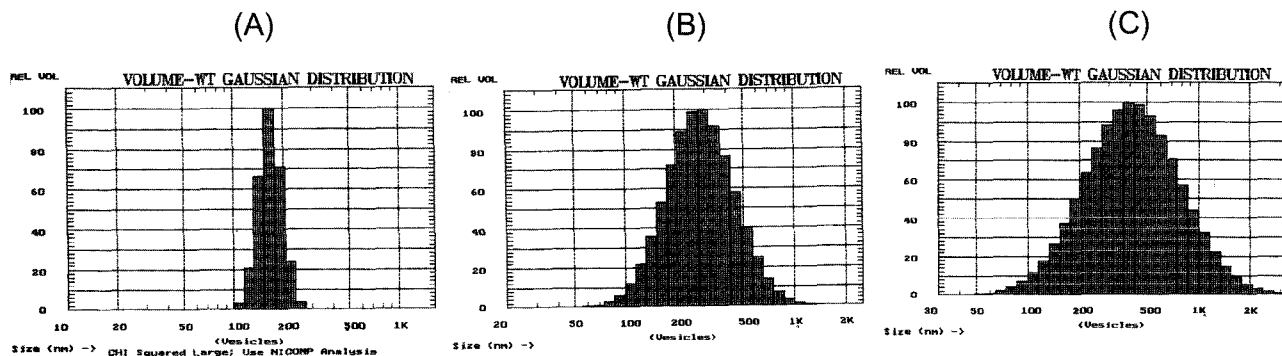 (A)
(B)
(C)
REL VOL
VOLUME-WT GAUSSIAN DISTRIBUTION
100
80
60
40
20
0
10 20 50 100 200 500 1K
(Vesicles)
Size (nm) ->
CHI Squared Large; Use NICOMP Analysis
REL VOL
VOLUME-WT GAUSSIAN DISTRIBUTION
100
80
60
40
20
0
20 50 100 200 500 1K 2K
(Vesicles)
Size (nm) ->
REL VOL
VOLUME-WT GAUSSIAN DISTRIBUTION
100
80
60
40
20
0
30 50 100 200 500 1K 2K
(Vesicles)
Size (nm) ->